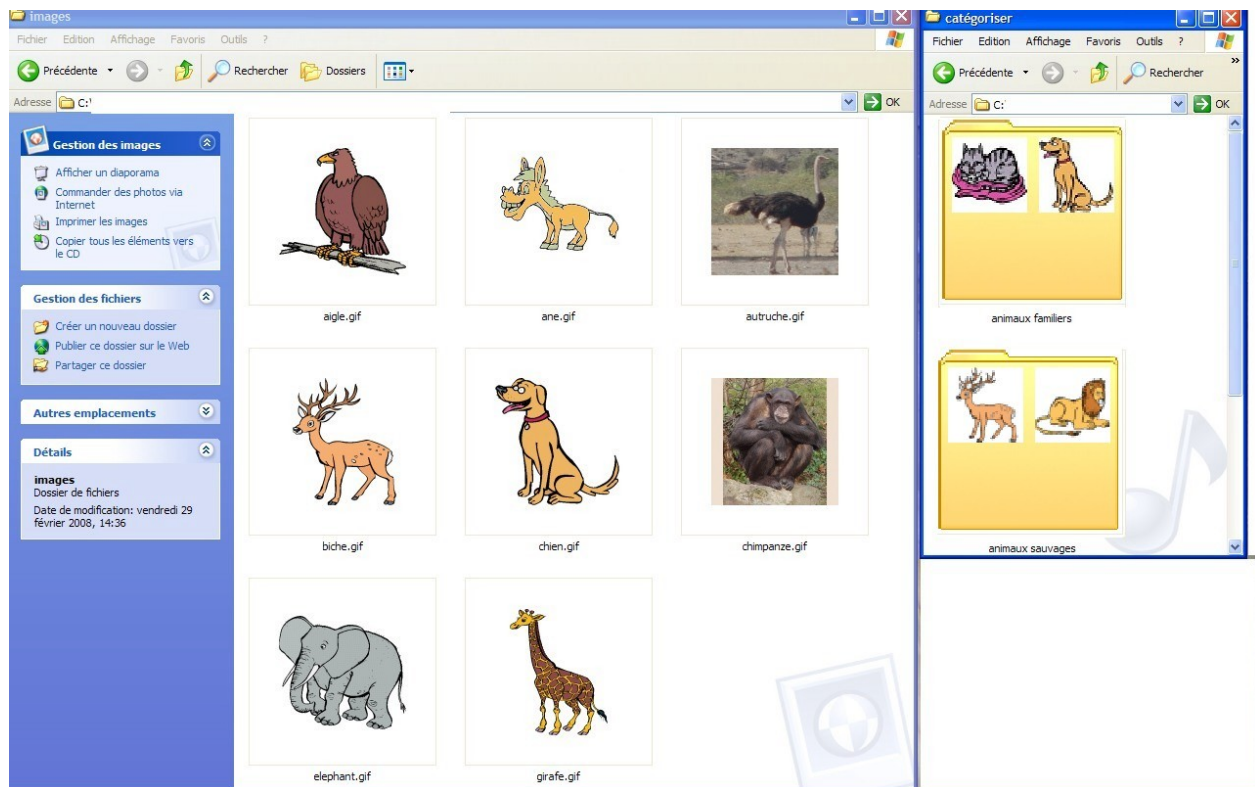 images
Fichier Edition Affichage Favoris Outils ?
Précédente Rechercher Dossiers
Adresse C:\ OK
Gestion des images
Afficher un diaporama
Commander des photos via
Internet
Imprimer les images
Copier tous les éléments vers
le CD
Gestion des fichiers
Créer un nouveau dossier
Publier ce dossier sur le Web
Partager ce dossier
Autres emplacements
Détails
images
Dossier de fichiers
Date de modification: vendredi 29
février 2008, 14:36
aigle.gif ane.gif autruche.gif
biche.gif chien.gif chimpanze.gif
elephant.gif girafe.gif
catégoriser
Fichier Edition Affichage Favoris Outils ? »
Précédente Rechercher
Adresse C: OK
animaux familiers
animaux sauvages